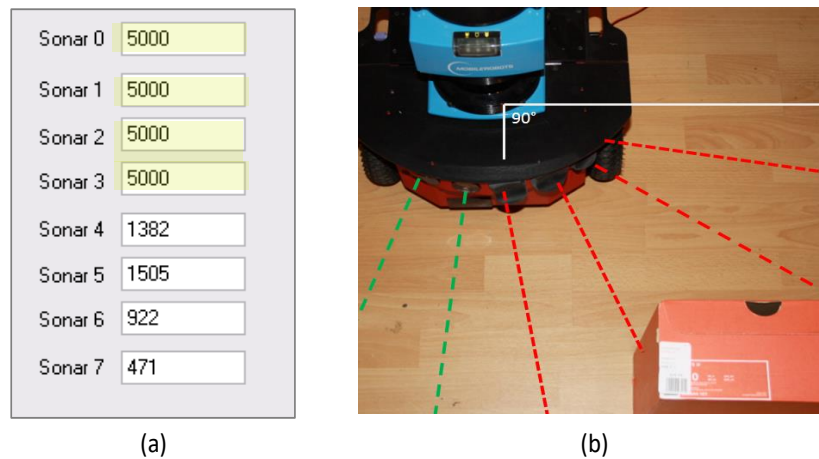 Sonar 0 5000
Sonar 1 5000
Sonar 2 5000
Sonar 3 5000
Sonar 4 1382
Sonar 5 1505
Sonar 6 922
Sonar 7 471
(a)
MOBILEROBOTS
90°
(b)